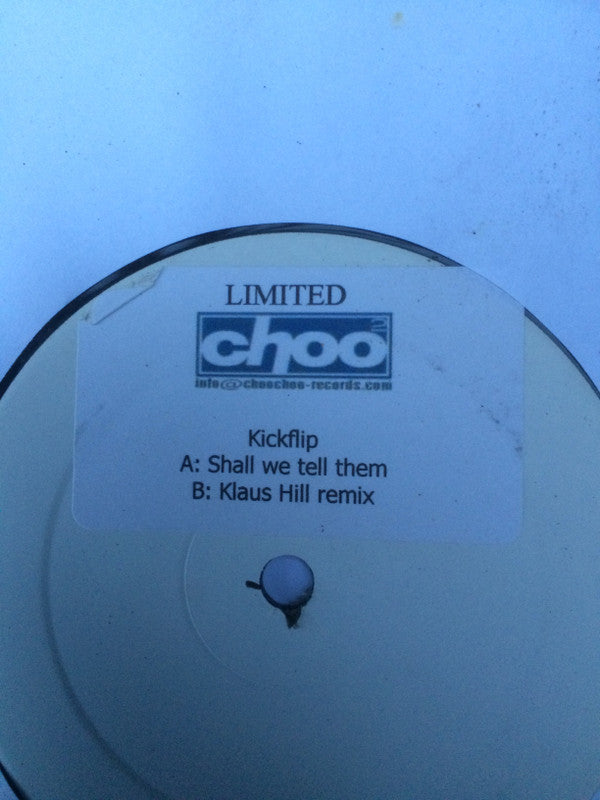 LIMITED
choo
info@choochoo-records.com
Kickflip
A: Shall we tell them
B: Klaus Hill remix